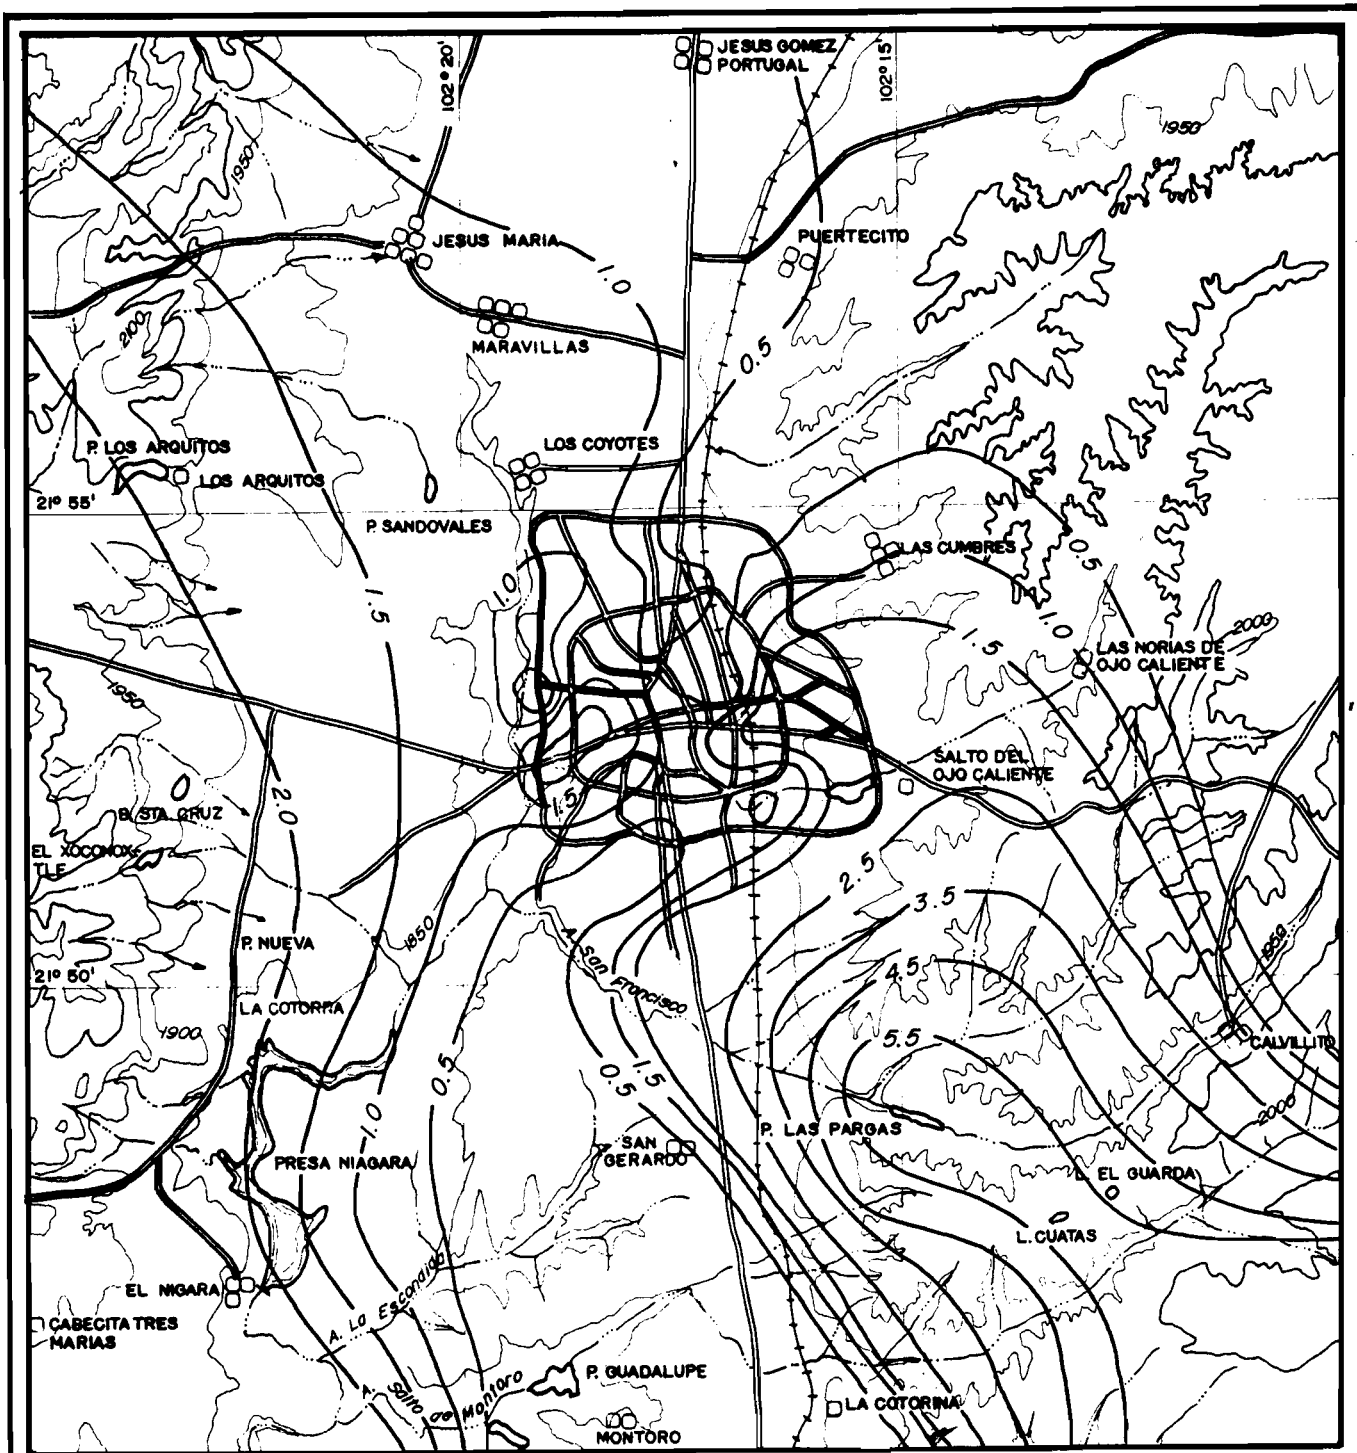 102° 20'
102° 15'
JESUS GOMEZ
PORTUGAL
1950
1950
JESUS MARIA
PUERTECITO
1.0
2100
MARAVILLAS
0.5
P. LOS ARQUITOS
LOS COYOTES
LOS ARQUITOS
21° 55'
P. SANDOVALES
LAS CUMBRES
0.5
1.0
1.5
1.0
2000
1.5
LAS NORIAS DE
OJO CALIENTE
1950
SALTO DEL
OJO CALIENTE
2.0
1.5
B. STA. CRUZ
EL XOCONOX-
TLE
2.5
3.5
1850
P. NUEVA
A. San Francisco
1950
21° 50'
4.5
LA COTORRA
1900
5.5
CALVILLITO
0.5
1.5
0.5
1.0
2000
P. LAS PARGAS
SAN
GERARDO
PRESA NIAGARA
L. EL GUARDA
L. CUATAS
EL NIGARA
A. La Escondida
CABECITA TRES
MARIAS
P. GUADALUPE
A. Salto de Montoro
LA COTORINA
MONTORO